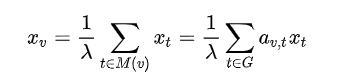 x_v = \frac{1}{\lambda} \sum_{t \in M(v)} x_t = \frac{1}{\lambda} \sum_{t \in G} a_{v,t} x_t